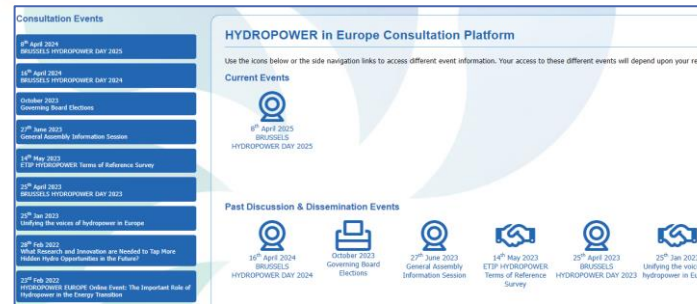 Consultation Events
8th April 2024
BRUSSELS HYDROPOWER DAY 2025
16th April 2024
BRUSSELS HYDROPOWER DAY 2024
October 2023
Governing Board Elections
27th June 2023
General Assembly Information Session
14th May 2023
ETIP HYDROPOWER Terms of Reference Survey
25th April 2023
BRUSSELS HYDROPOWER DAY 2023
25th Jan 2023
Unifying the voices of hydropower in Europe
28th Feb 2022
What Research and Innovation are Needed to Tap More
Hidden Hydro Opportunities in the Future?
23rd Feb 2022
HYDROPOWER EUROPE Online Event: The Important Role of
Hydropower in the Energy Transition
HYDROPOWER in Europe Consultation Platform
Use the icons below or the side navigation links to access different event information. Your access to these different events will depend upon your re
Current Events
8th April 2025
BRUSSELS
HYDROPOWER DAY 2025
Past Discussion & Dissemination Events
16th April 2024
BRUSSELS
HYDROPOWER DAY 2024
October 2023
Governing Board
Elections
27th June 2023
General Assembly
Information Session
14th May 2023
ETIP HYDROPOWER
Terms of Reference
Survey
25th April 2023
BRUSSELS
HYDROPOWER DAY 2023
25th Jan 2023
Unifying the voic
hydropower in Eu